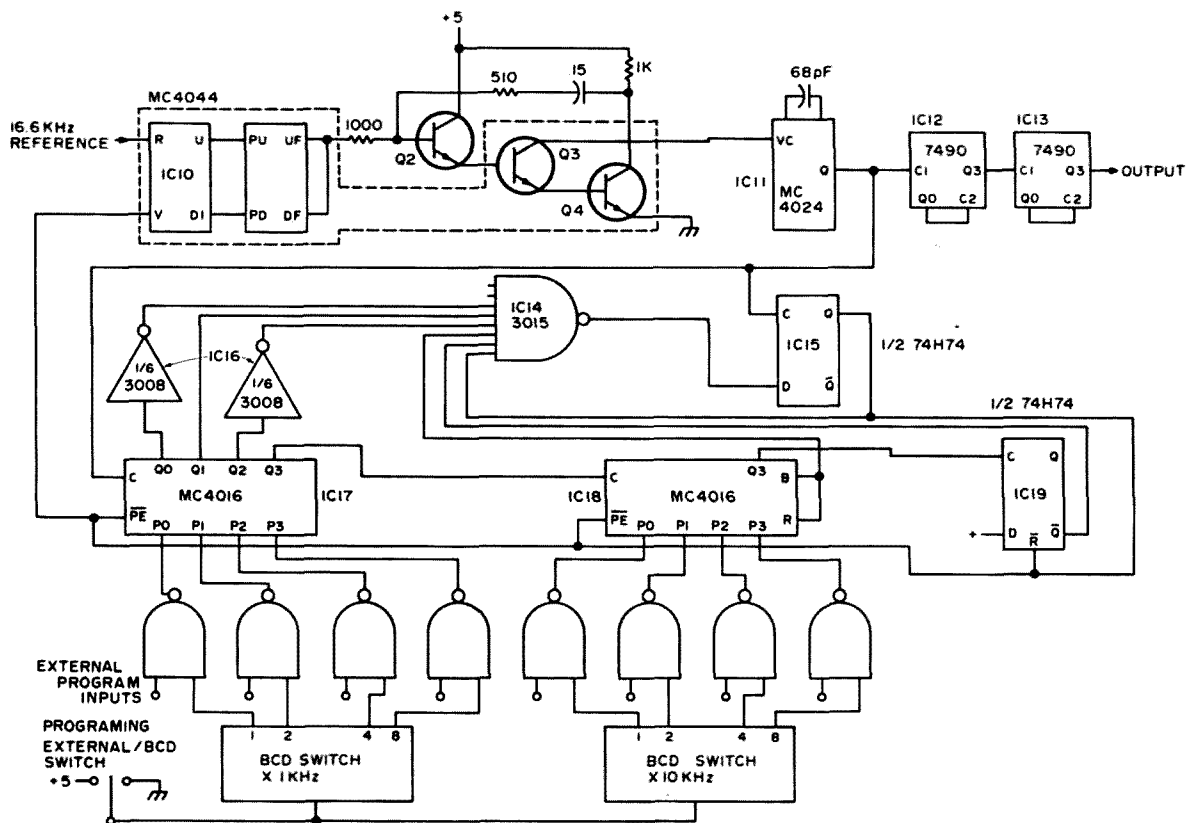 +5
1K
510
.15
68pF
MC4044
16.6KHz
REFERENCE
R
U
PU
UF
1000
Q2
Q3
IC10
V
D1
PD
DF
Q4
VC
Q
IC11
MC
4024
IC12
7490
C1
Q3
Q0
C2
IC13
7490
C1
Q3
Q0
C2
OUTPUT
IC14
3015
C
Q
IC15
D
Q̅
1/2 74H74
1/6
3008
IC16
1/6
3008
1/2 74H74
Q0
Q1
Q2
Q3
C
MC4016
IC17
P̅E̅
P0
P1
P2
P3
Q3
C
B
IC18
MC4016
P̅E̅
R
P0
P1
P2
P3
C
Q
IC19
+
D
R̅
Q̅
EXTERNAL
PROGRAM
INPUTS
PROGRAMING
EXTERNAL/BCD
SWITCH
+5
1
2
4
8
BCD SWITCH
X 1KHz
1
2
4
8
BCD SWITCH
X 10KHz